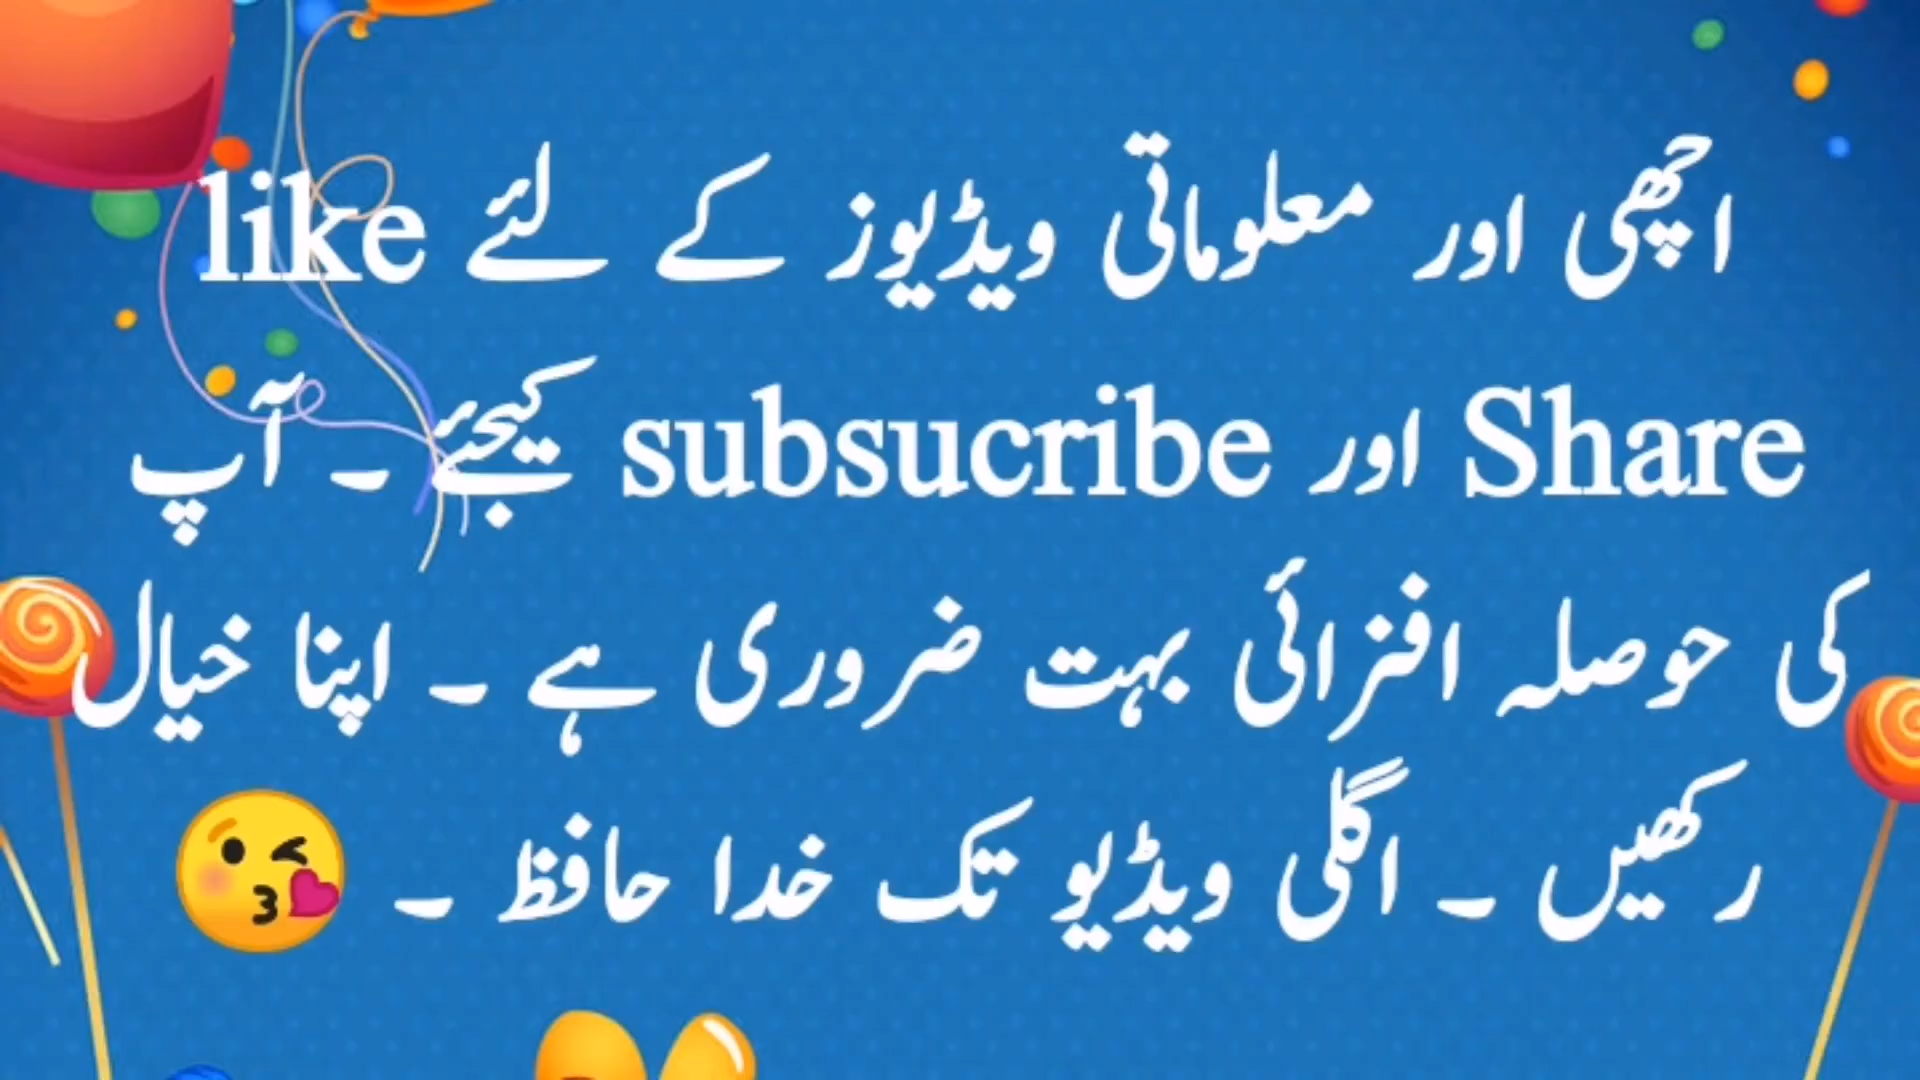 اچھی اور معلوماتی ویڈیوز کے لئے like
Share اور subsucribe کیجئے ۔ آپ
کی حوصلہ افزائی بہت ضروری ہے ۔ اپنا خیال
رکھیں ۔ اگلی ویڈیو تک خدا حافظ ۔ 😘